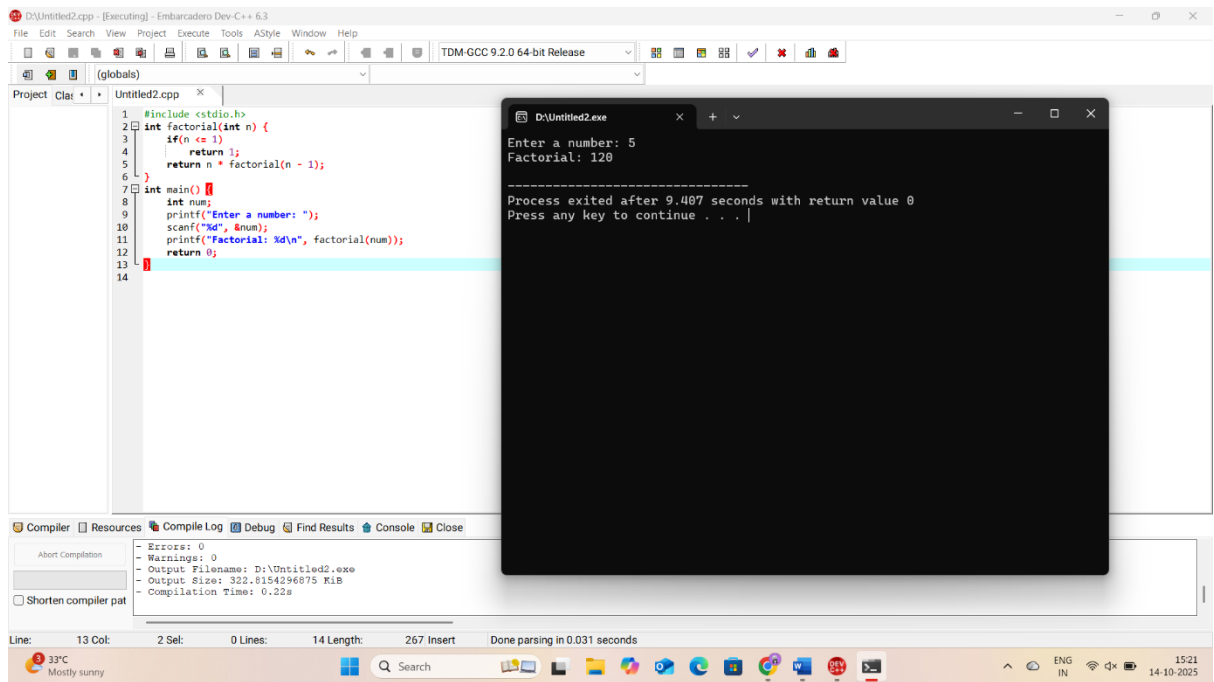 D:\Untitled2.cpp - [Executing] - Embarcadero Dev-C++ 6.3
File Edit Search View Project Execute Tools AStyle Window Help
TDM-GCC 9.2.0 64-bit Release
(globals)
Project Clas Untitled2.cpp
1 #include <stdio.h>
2 int factorial(int n) {
3 if(n <= 1)
4 return 1;
5 return n * factorial(n - 1);
6 }
7 int main() {
8 int num;
9 printf("Enter a number: ");
10 scanf("%d", &num);
11 printf("Factorial: %d\n", factorial(num));
12 return 0;
13 }
14
D:\Untitled2.exe
Enter a number: 5
Factorial: 120
--------------------------------
Process exited after 9.407 seconds with return value 0
Press any key to continue . . .
Compiler Resources Compile Log Debug Find Results Console Close
Abort Compilation
Shorten compiler pat
- Errors: 0
- Warnings: 0
- Output Filename: D:\Untitled2.exe
- Output Size: 322.8154296875 KiB
- Compilation Time: 0.22s
Line: 13 Col: 2 Sel: 0 Lines: 14 Length: 267 Insert Done parsing in 0.031 seconds
3
33°C
Mostly sunny
Search
DEV
ENG
IN
15:21
14-10-2025